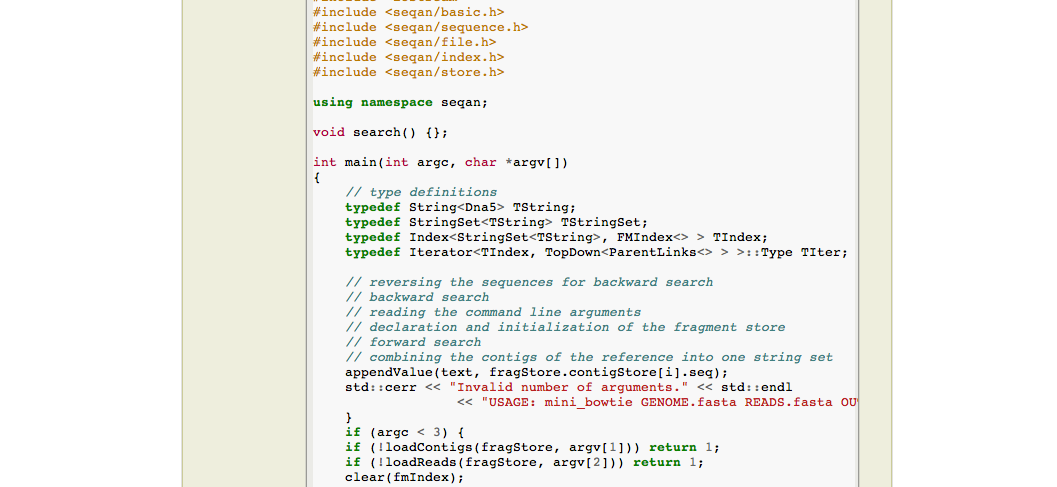 #include <seqan/basic.h>
#include <seqan/sequence.h>
#include <seqan/file.h>
#include <seqan/index.h>
#include <seqan/store.h>
using namespace seqan;
void search() {};
int main(int argc, char *argv[])
{
// type definitions
typedef String<Dna5> TString;
typedef StringSet<TString> TStringSet;
typedef Index<StringSet<TString>, FMIndex<> > TIndex;
typedef Iterator<TIndex, TopDown<ParentLinks<> > >::Type TIter;
// reversing the sequences for backward search
// backward search
// reading the command line arguments
// declaration and initialization of the fragment store
// forward search
// combining the contigs of the reference into one string set
appendValue(text, fragStore.contigStore[i].seq);
std::cerr << "Invalid number of arguments." << std::endl
<< "USAGE: mini_bowtie GENOME.fasta READS.fasta OU
}
if (argc < 3) {
if (!loadContigs(fragStore, argv[1])) return 1;
if (!loadReads(fragStore, argv[2])) return 1;
clear(fmIndex);